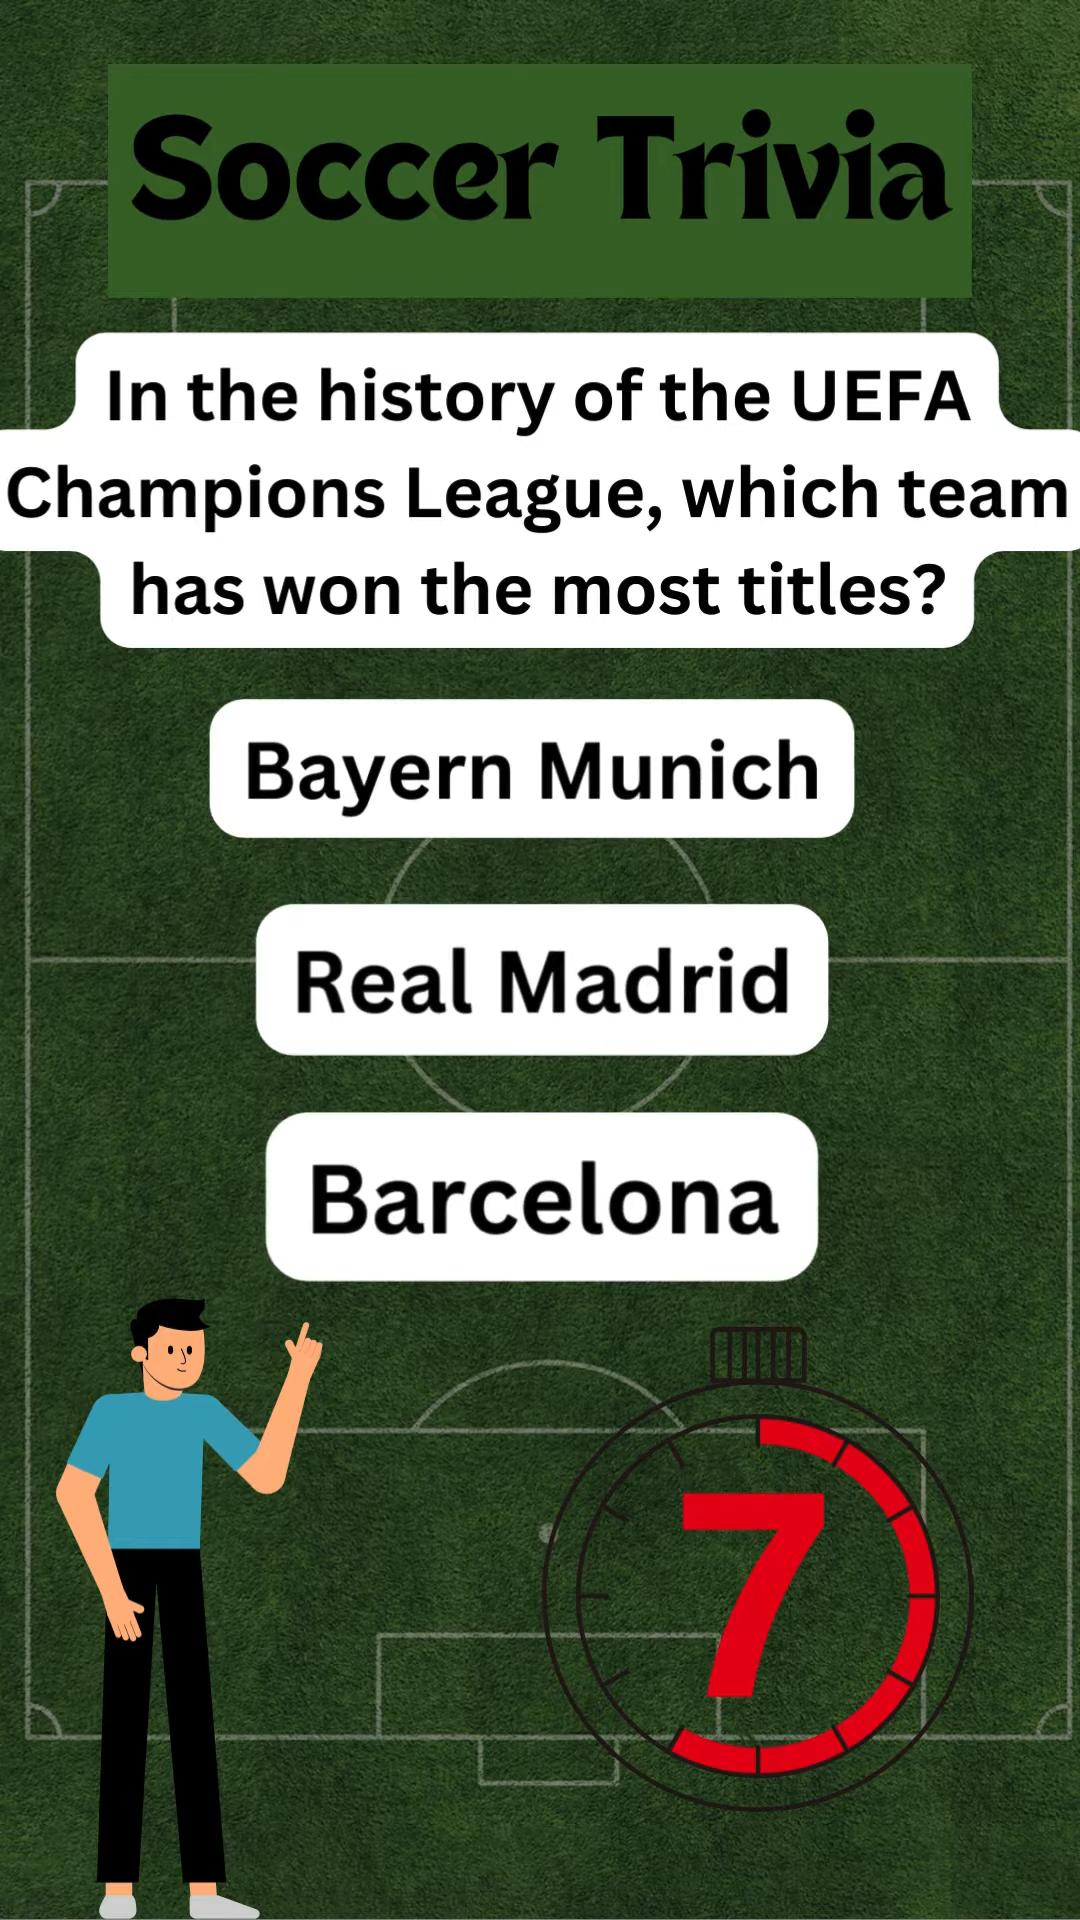 Soccer Trivia
In the history of the UEFA
Champions League, which team
has won the most titles?
Bayern Munich
Real Madrid
Barcelona
7